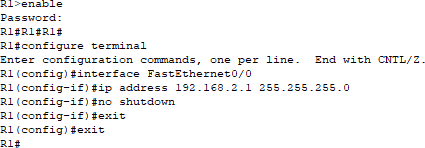 R1>enable
Password:
R1#R1#R1#
R1#configure terminal
Enter configuration commands, one per line.  End with CNTL/Z.
R1(config)#interface FastEthernet0/0
R1(config-if)#ip address 192.168.2.1 255.255.255.0
R1(config-if)#no shutdown
R1(config-if)#exit
R1(config)#exit
R1#